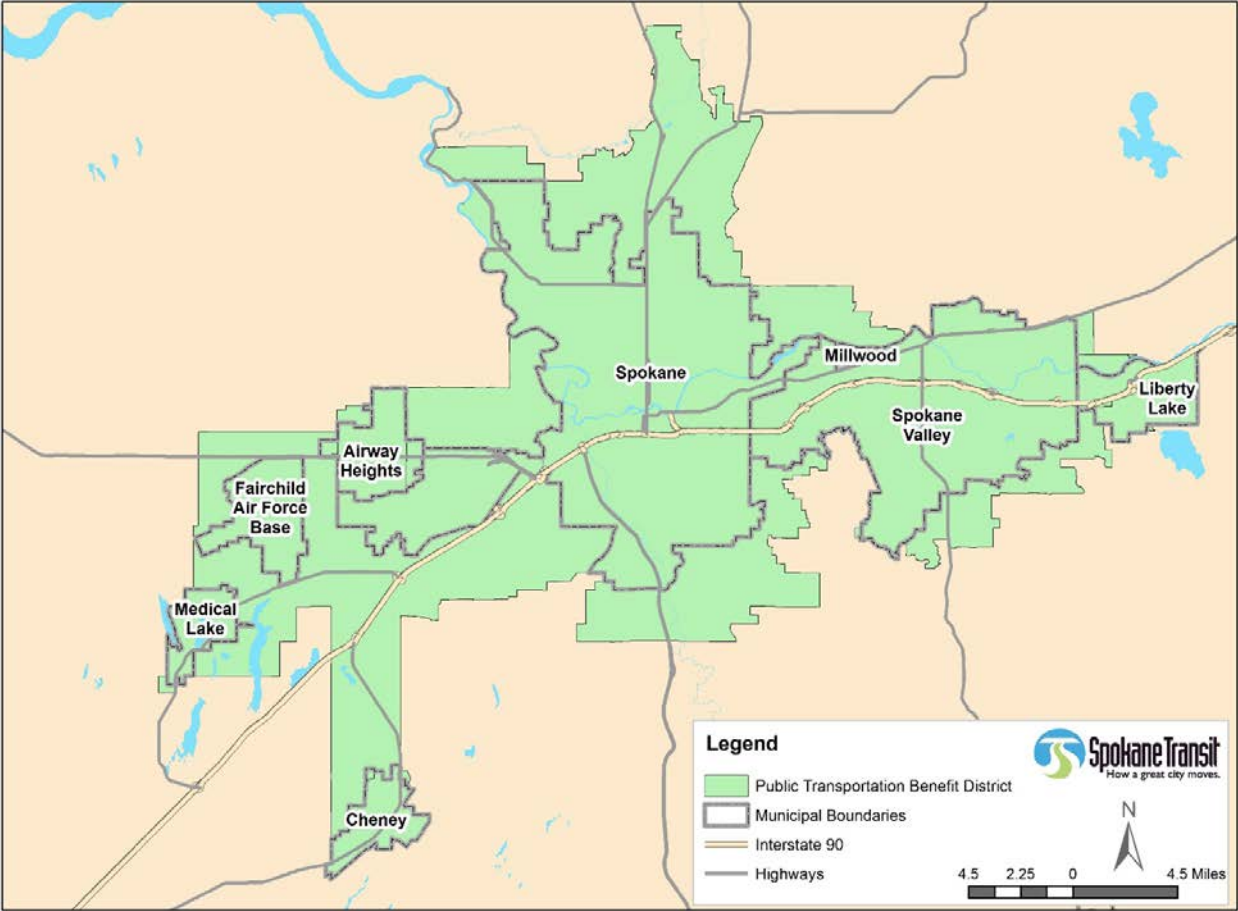 Spokane
Millwood
Liberty
Lake
Spokane
Valley
Airway
Heights
Fairchild
Air Force
Base
Medical
Lake
Cheney
Legend
Public Transportation Benefit District
Municipal Boundaries
Interstate 90
Highways
Spokane Transit
How a great city moves.
N
4.5 2.25 0 4.5 Miles